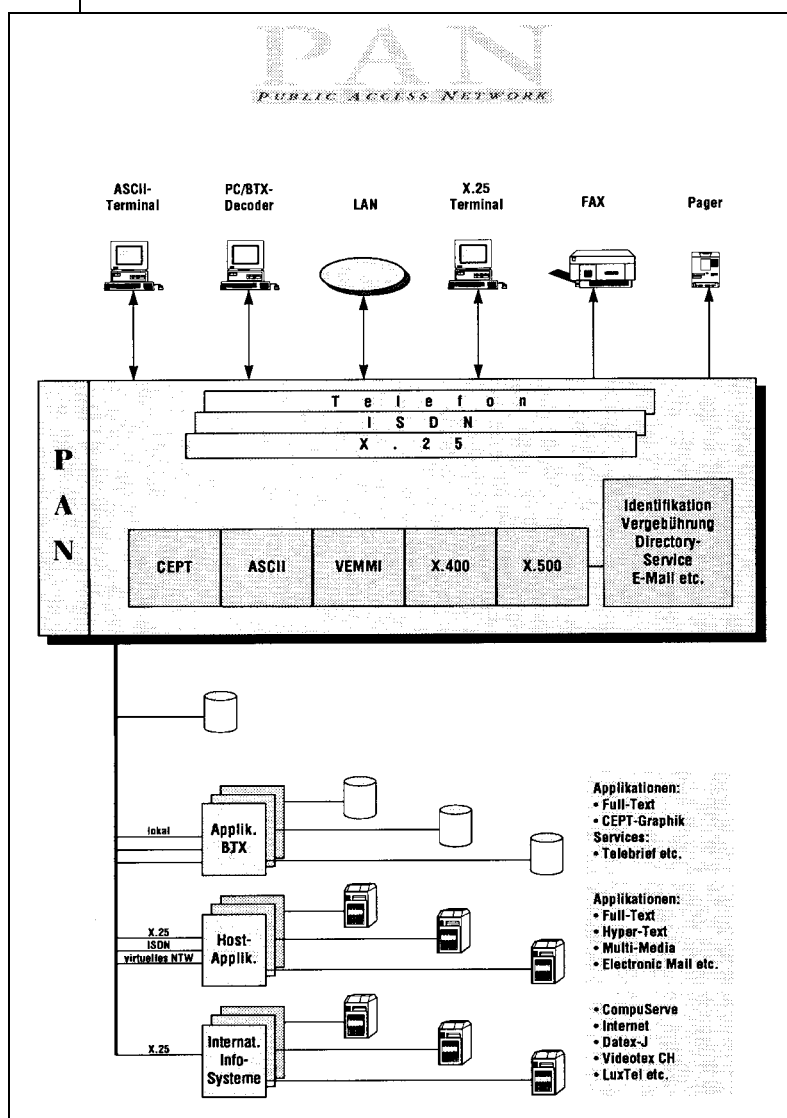 PAN
PUBLIC ACCESS NETWORK
ASCII-
Terminal
PC/BTX-
Decoder
LAN
X.25
Terminal
FAX
Pager
T e l e f o n
I S D N
X . 2 5
P
A
N
CEPT
ASCII
VEMMI
X.400
X.500
Identifikation
Vergebührung
Directory-
Service
E-Mail etc.
lokal
Applik.
BTX
Applikationen:
• Full-Text
• CEPT-Graphik
Services:
• Telebrief etc.
X.25
ISDN
virtuelles NTW
Host-
Applik.
Applikationen:
• Full-Text
• Hyper-Text
• Multi-Media
• Electronic Mail etc.
X.25
Internat.
Info-
Systeme
• CompuServe
• Internet
• Datex-J
• Videotex CH
• LuxTel etc.